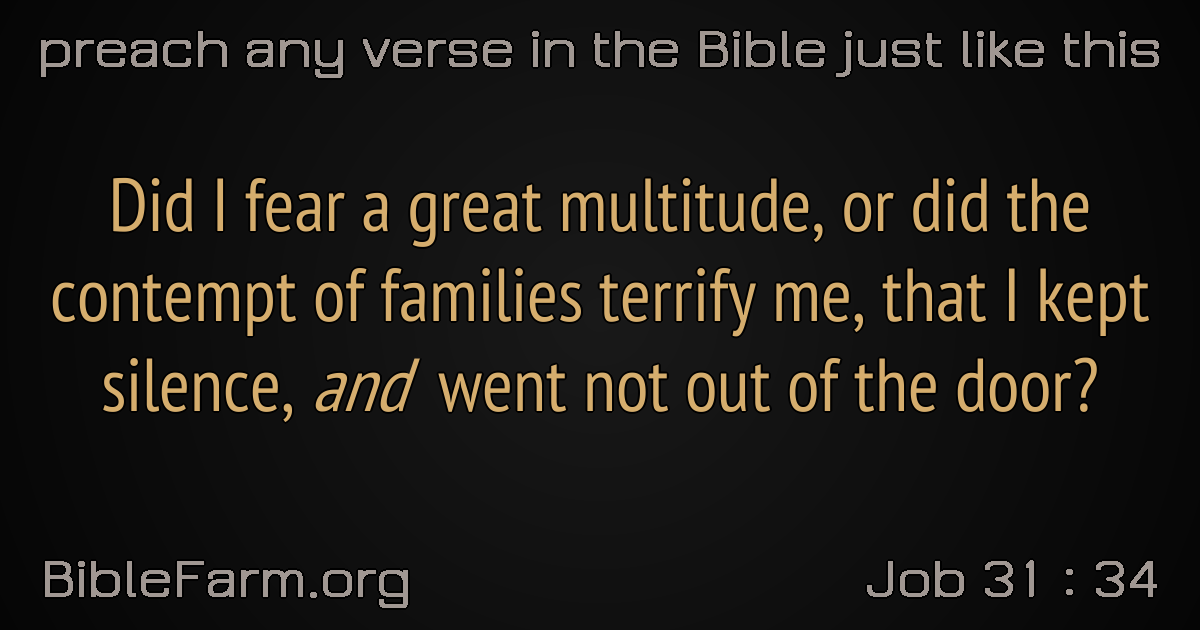 preach any verse in the Bible just like this
Did I fear a great multitude, or did the
contempt of families terrify me, that I kept
silence, and went not out of the door?
BibleFarm.org
Job 31 : 34